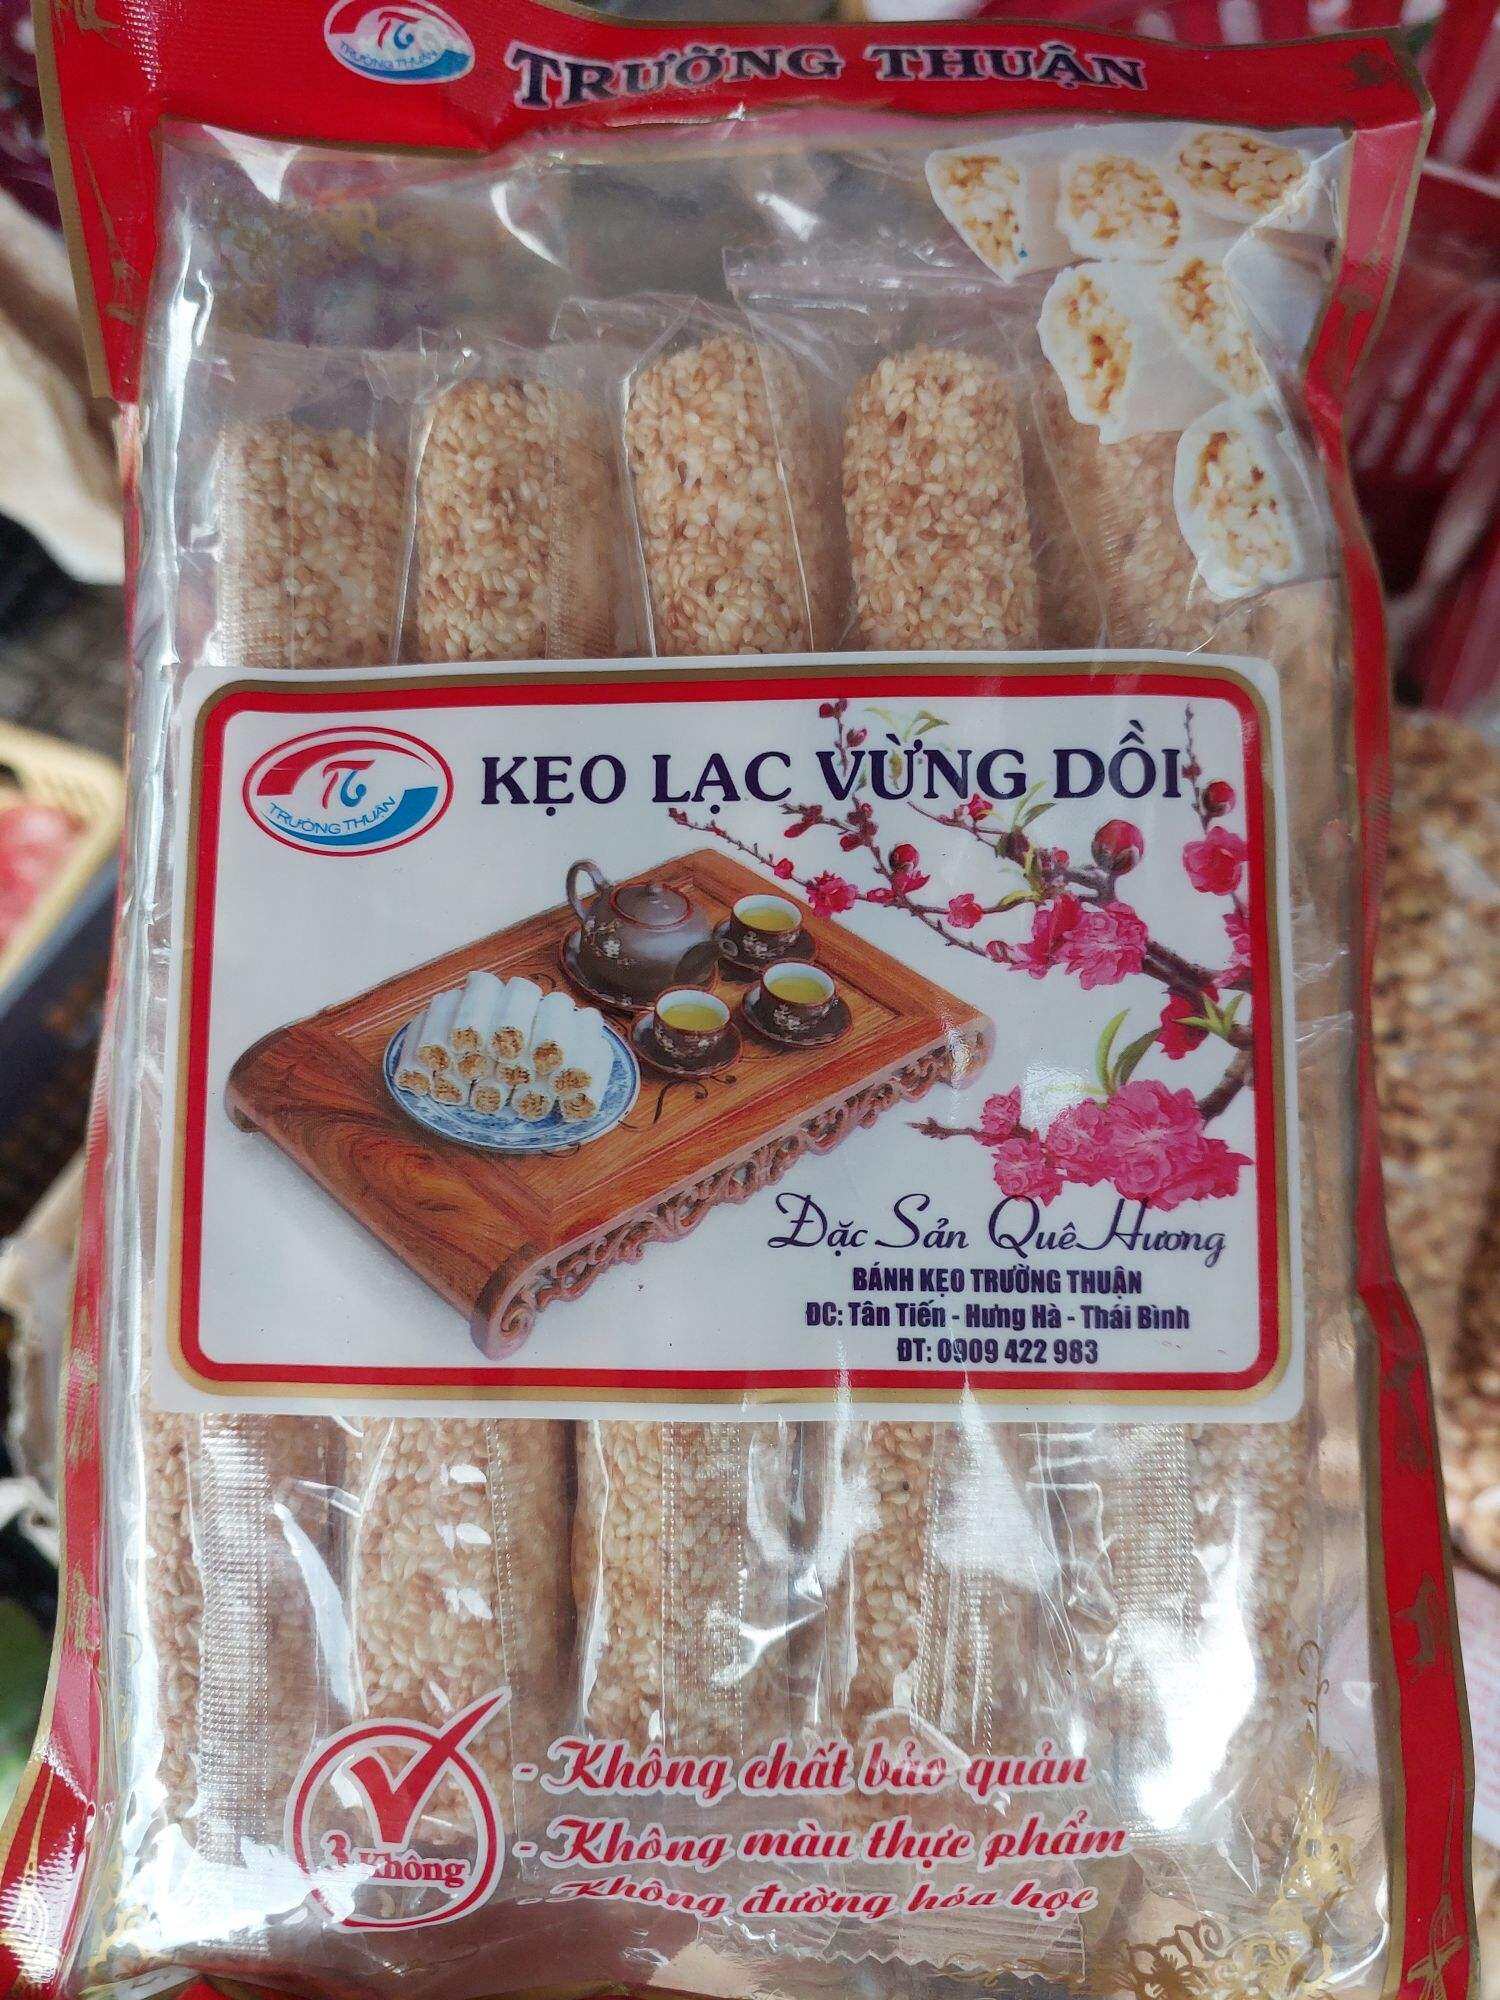 TRƯỜNG THUẬN
TRƯỜNG THUẬN
TRƯỜNG THUẬN
KẸO LẠC VỪNG DỒI
Đặc Sản Quê Hương
BÁNH KẸO TRƯỜNG THUẬN
ĐC: Tân Tiến - Hưng Hà - Thái Bình
ĐT: 0909 422 983
3 Không
- Không chất bảo quản
- Không màu thực phẩm
- Không đường hóa học